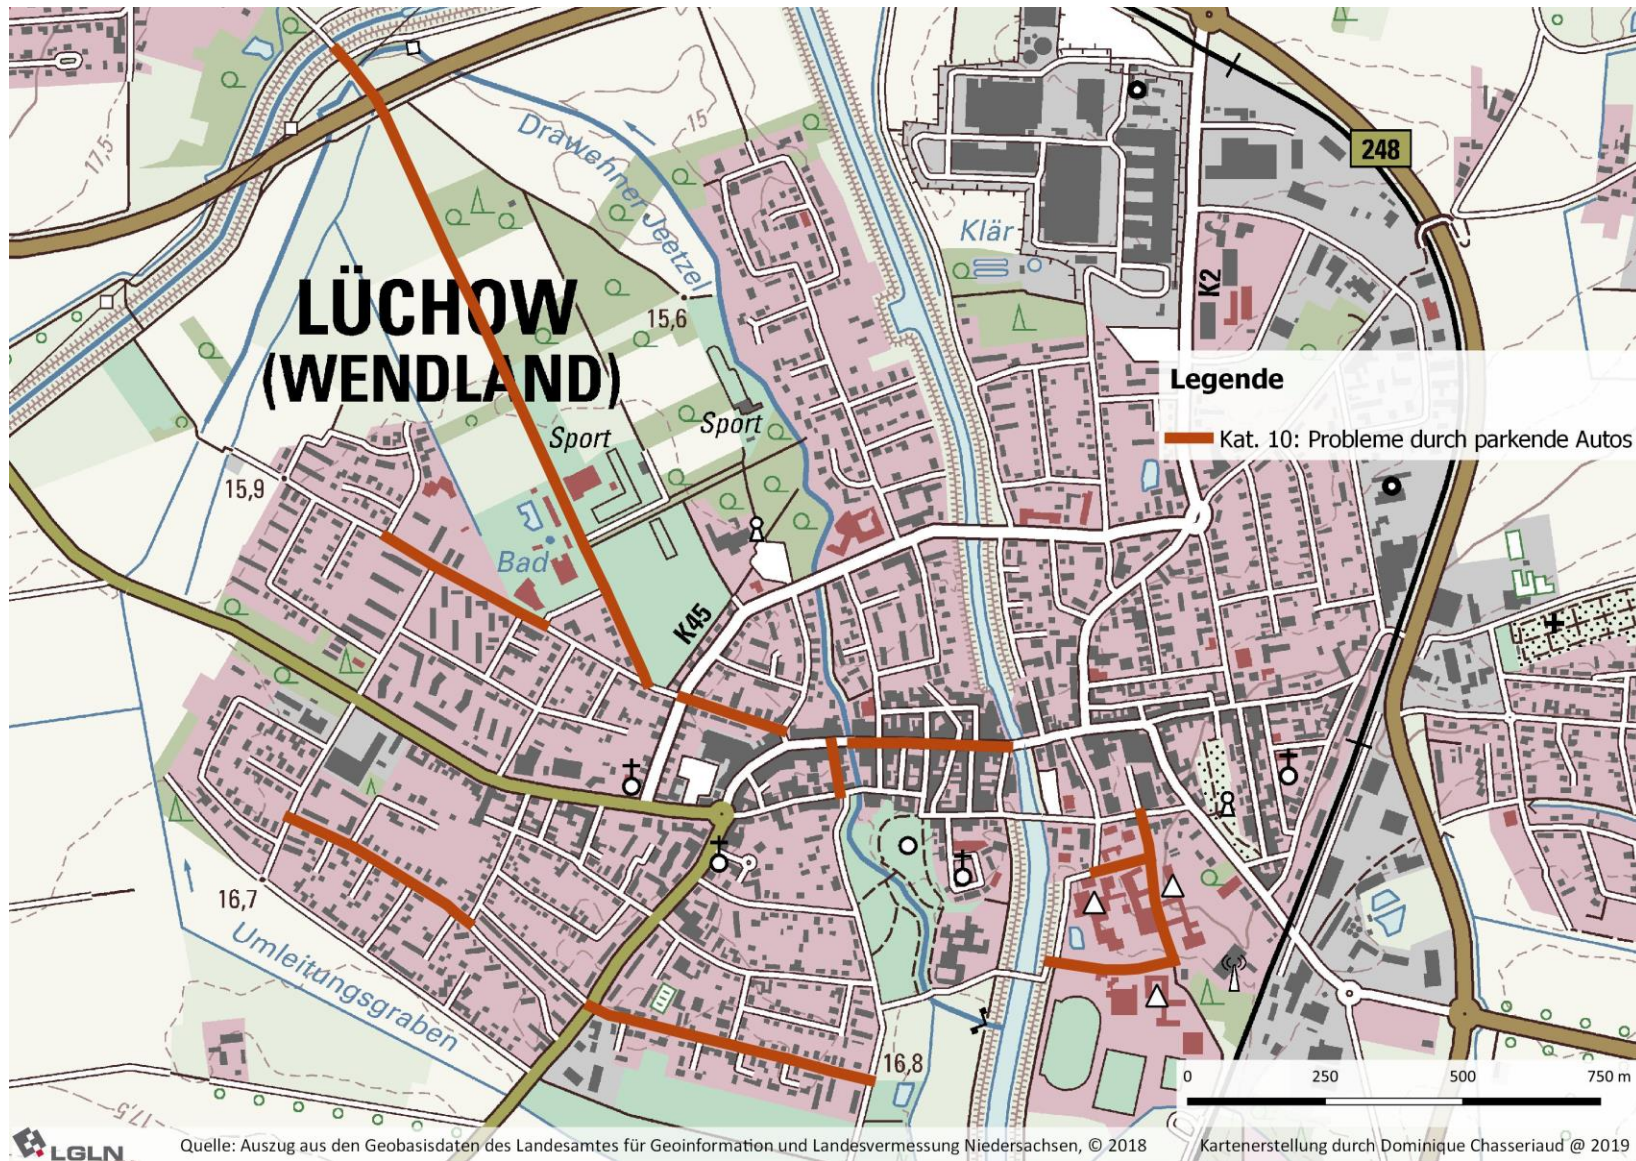 17,5
Drawehner Jeetzel
15
248
Klär
K2
LÜCHOW
(WENDLAND)
15,6
Legende
Kat. 10: Probleme durch parkende Autos
Sport
Sport
15,9
Bad
K45
16,7
Umleitungsgraben
16,8
17,5
0 250 500 750 m
LGLN
Quelle: Auszug aus den Geobasisdaten des Landesamtes für Geoinformation und Landesvermessung Niedersachsen, © 2018
Kartenerstellung durch Dominique Chasseriaud @ 2019